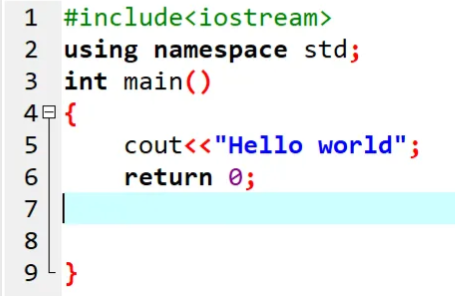 1 #include<iostream>
2 using namespace std;
3 int main()
4 {
5     cout<<"Hello world";
6     return 0;
7
8
9 }